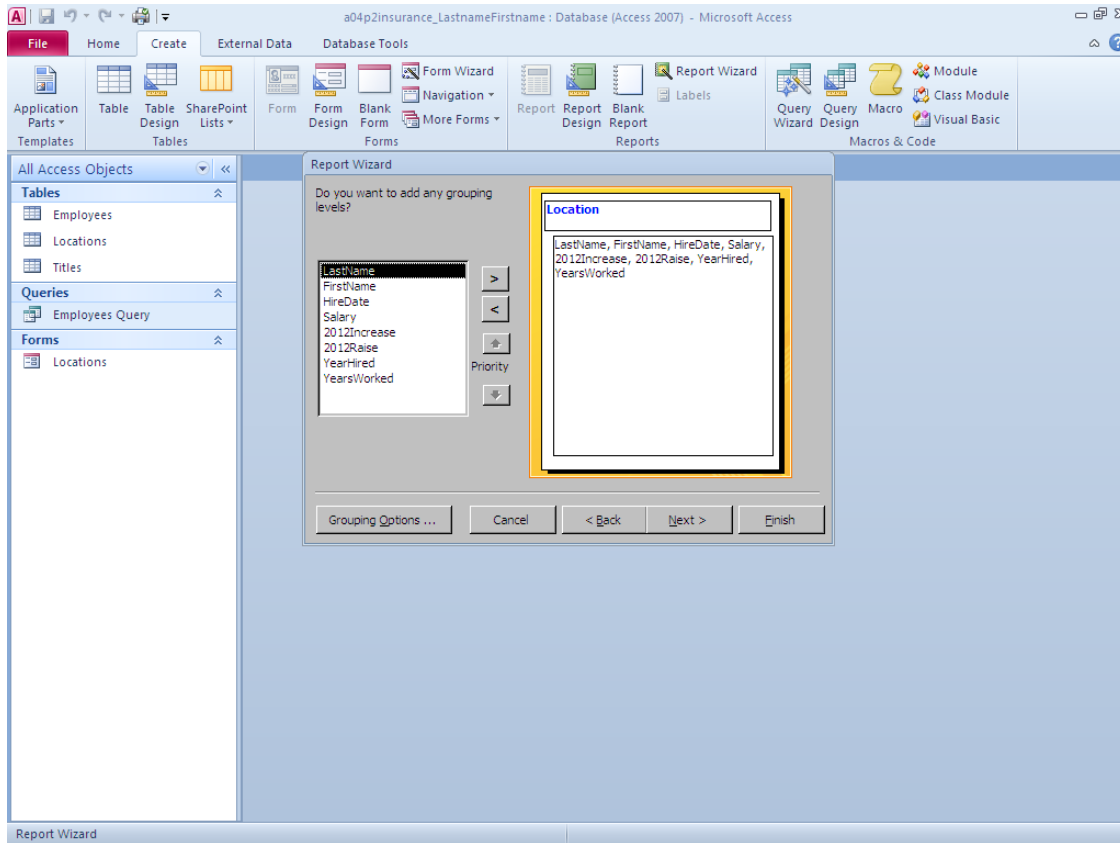 a04p2insurance_LastnameFirstname : Database (Access 2007) - Microsoft Access
File Home Create External Data Database Tools
Application Parts
Table
Table Design
SharePoint Lists
Form
Form Design
Blank Form
Form Wizard
Navigation
More Forms
Report
Report Design
Blank Report
Report Wizard
Labels
Query Wizard
Query Design
Macro
Module
Class Module
Visual Basic
Templates Tables Forms Reports Macros & Code
All Access Objects
Tables
Employees
Locations
Titles
Queries
Employees Query
Forms
Locations
Report Wizard
Do you want to add any grouping
levels?
LastName
FirstName
HireDate
Salary
2012Increase
2012Raise
YearHired
YearsWorked
>
<
Priority
Location
LastName, FirstName, HireDate, Salary,
2012Increase, 2012Raise, YearHired,
YearsWorked
Grouping Options ... Cancel < Back Next > Finish
Report Wizard